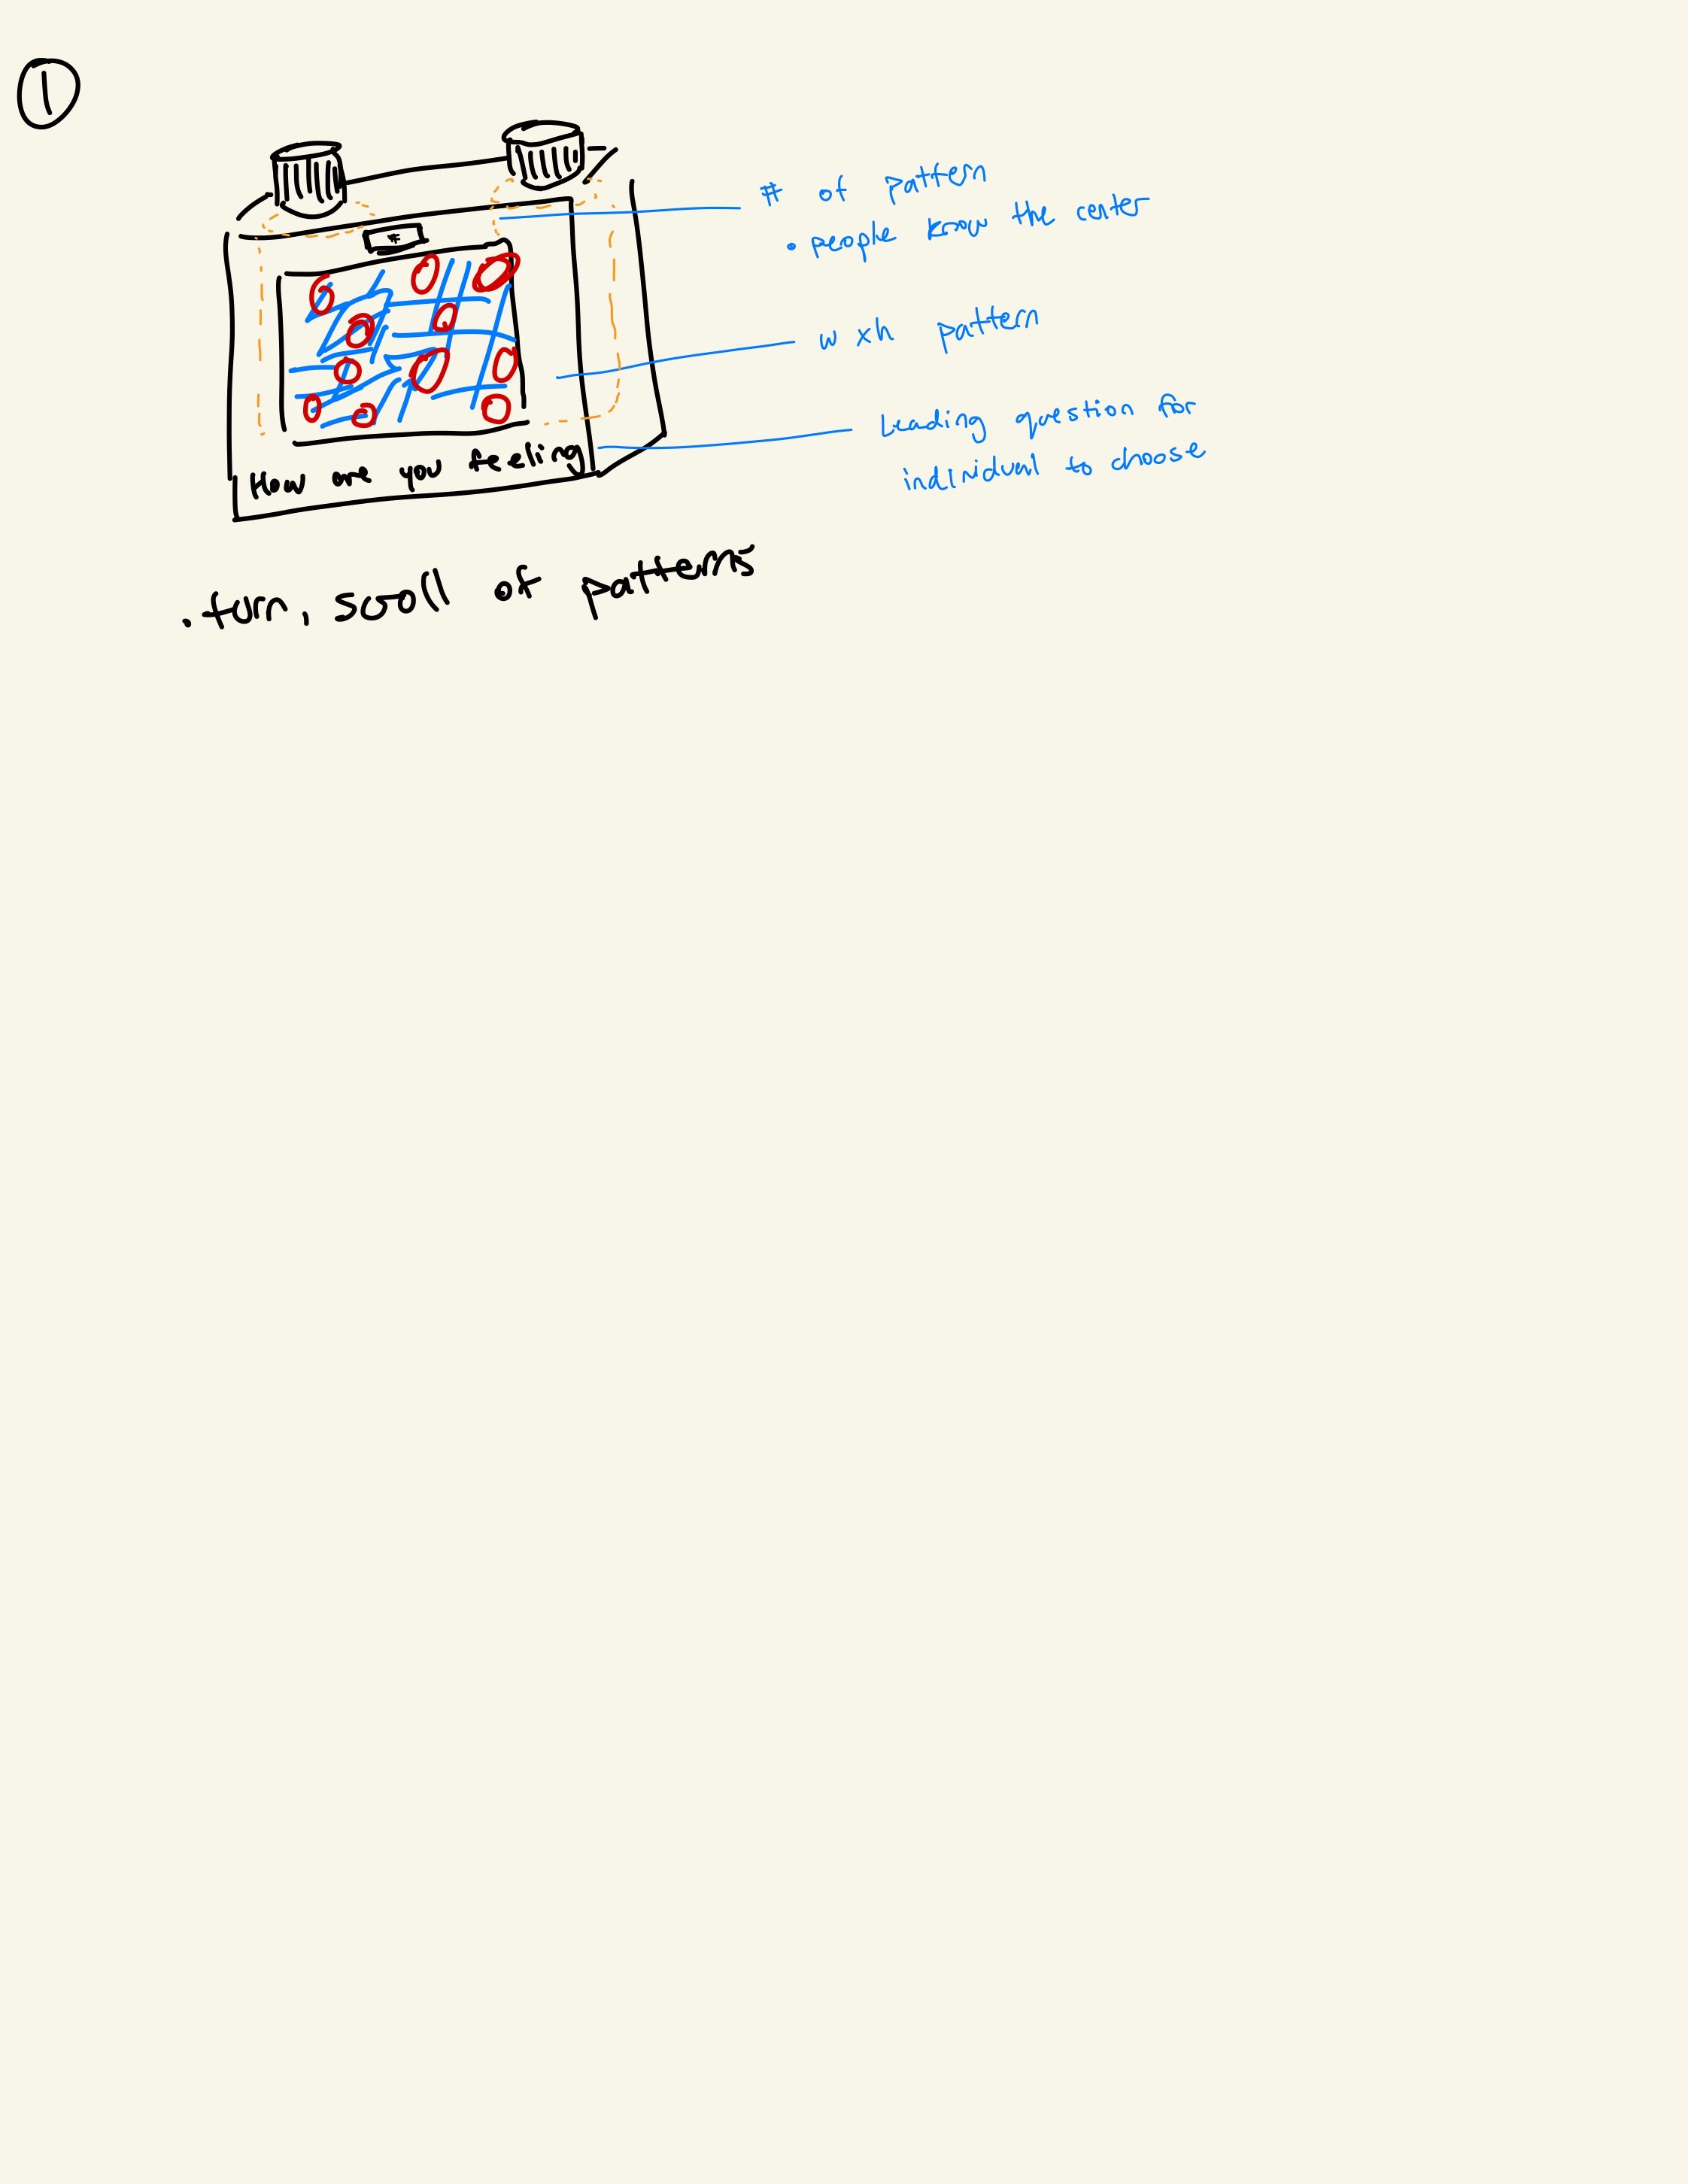 ①
# of pattern
• people know the center
#
w xh pattern
Leading question for
individual to choose
How are you feeling
• turn, scroll of patterns